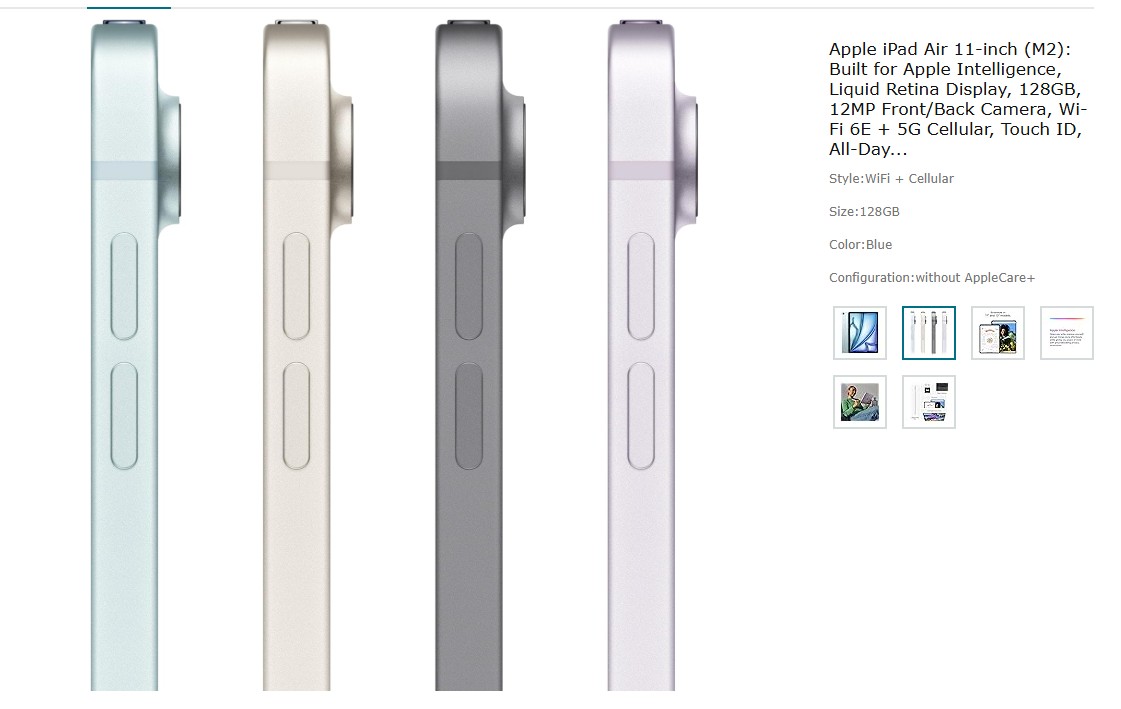 Apple iPad Air 11-inch (M2):
Built for Apple Intelligence,
Liquid Retina Display, 128GB,
12MP Front/Back Camera, Wi-
Fi 6E + 5G Cellular, Touch ID,
All-Day...
Style:WiFi + Cellular
Size:128GB
Color:Blue
Configuration:without AppleCare+